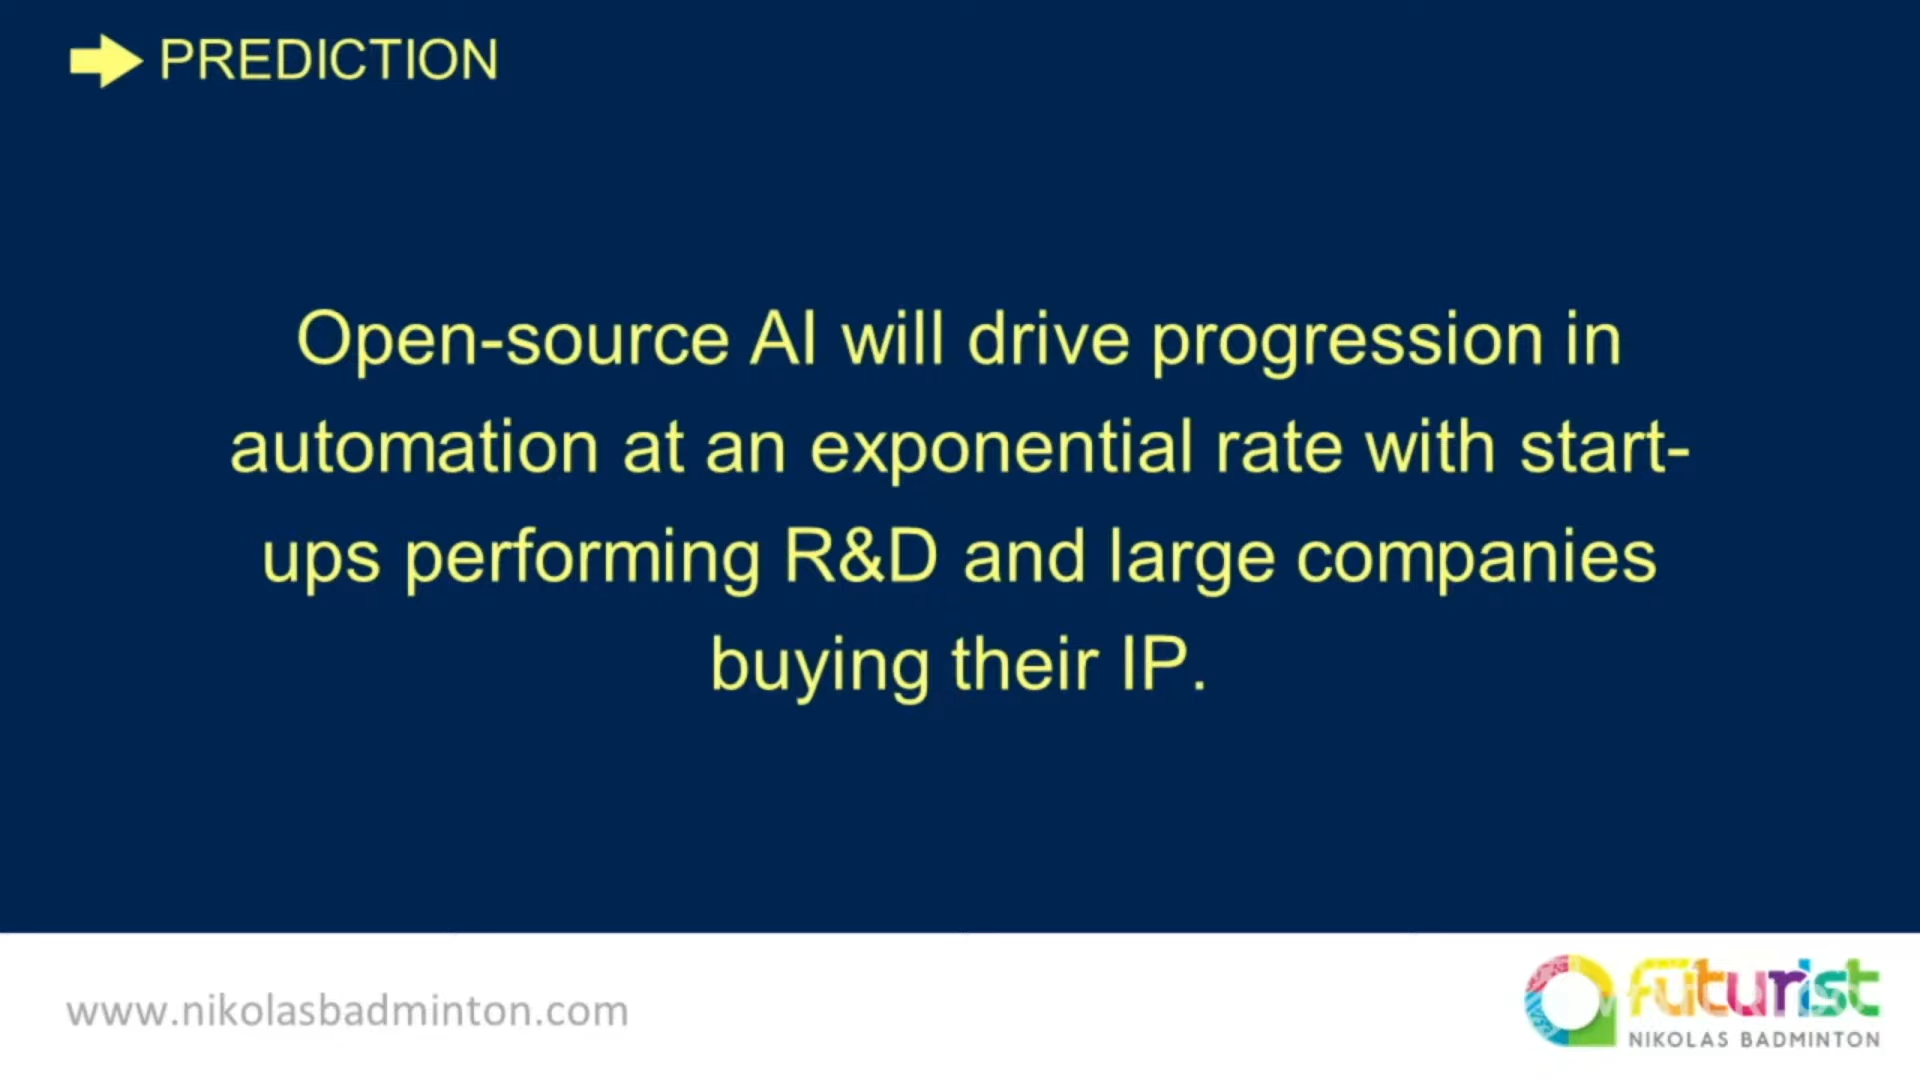 PREDICTION
Open-source AI will drive progression in
automation at an exponential rate with start-
ups performing R&D and large companies
buying their IP.
www.nikolasbadminton.com
futurist
NIKOLAS BADMINTON